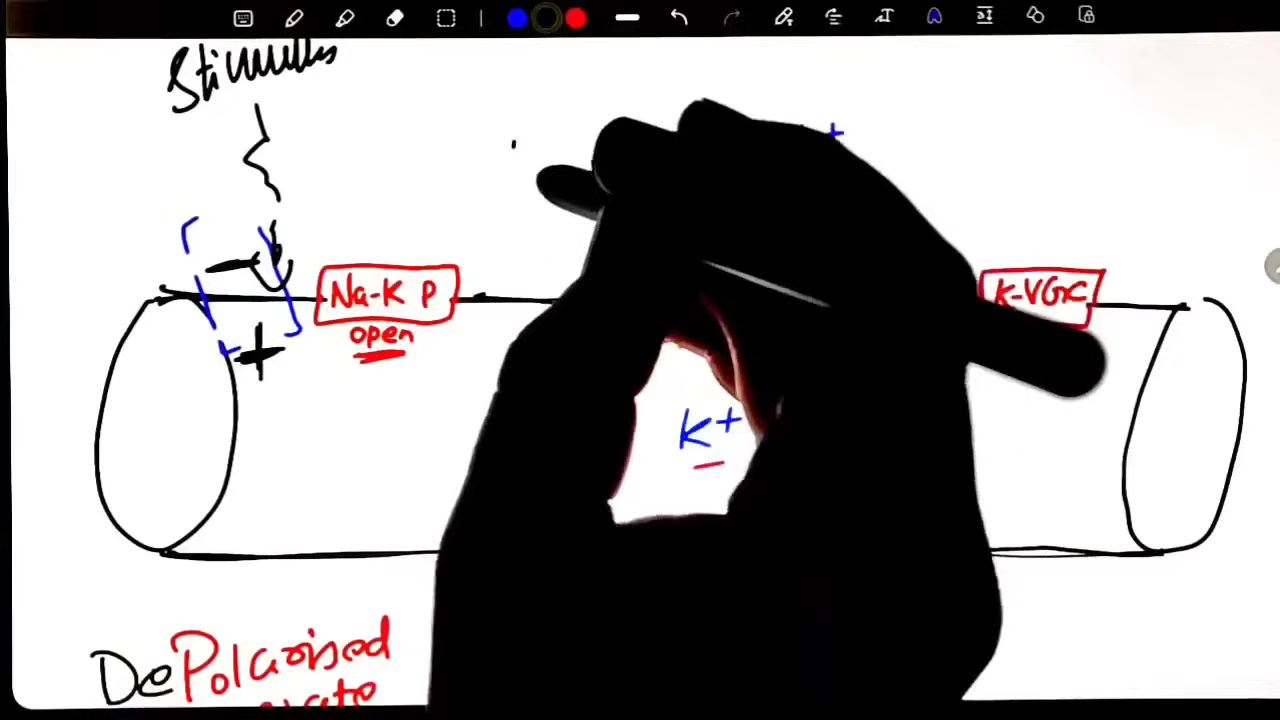 Stimulus
+
–
Na-K P
K-VGC
open
+
K+
DePolarised